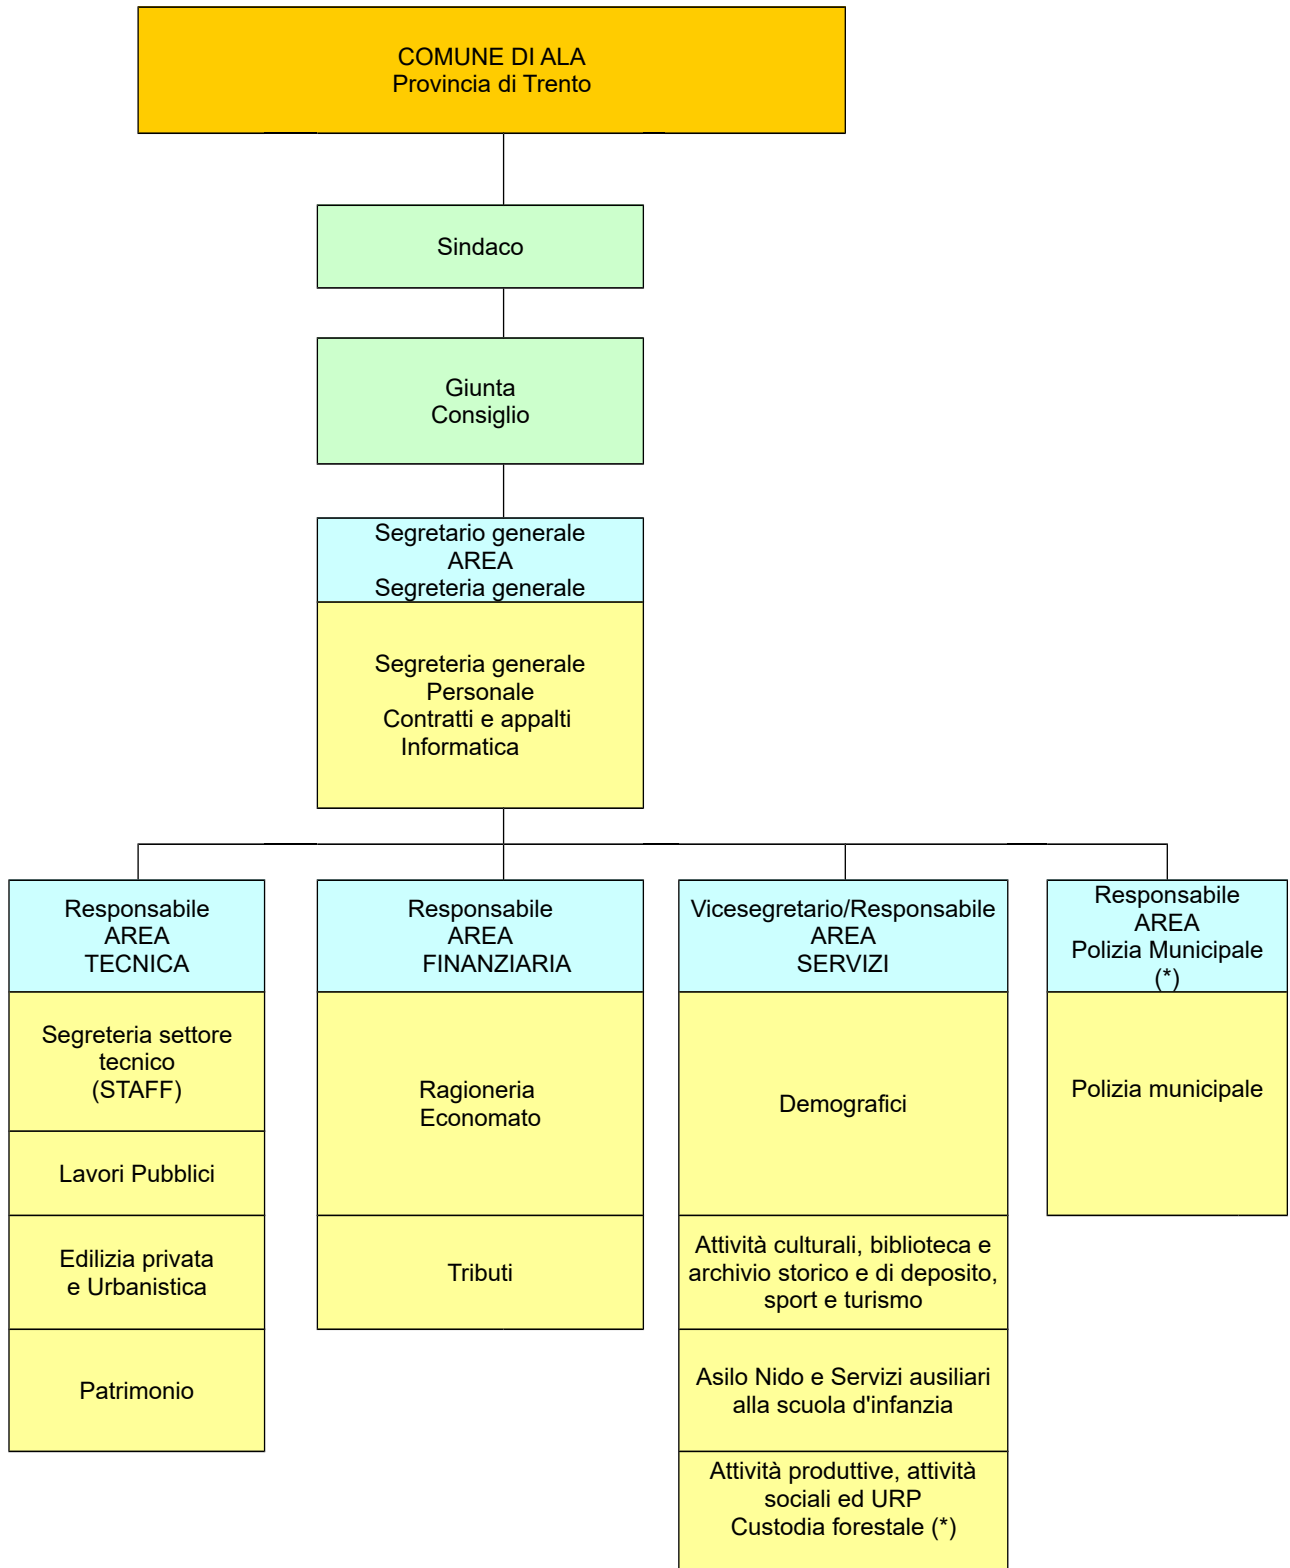 COMUNE DI ALA
Provincia di Trento
Sindaco
Giunta
Consiglio
Segretario generale
AREA
Segreteria generale
Segreteria generale
Personale
Contratti e appalti
Informatica
Responsabile
AREA
TECNICA
Segreteria settore
tecnico
(STAFF)
Lavori Pubblici
Edilizia privata
e Urbanistica
Patrimonio
Responsabile
AREA
FINANZIARIA
Ragioneria
Economato
Tributi
Vicesegretario/Responsabile
AREA
SERVIZI
Demografici
Attività culturali, biblioteca e
archivio storico e di deposito,
sport e turismo
Asilo Nido e Servizi ausiliari
alla scuola d'infanzia
Attività produttive, attività
sociali ed URP
Custodia forestale (*)
Responsabile
AREA
Polizia Municipale
(*)
Polizia municipale